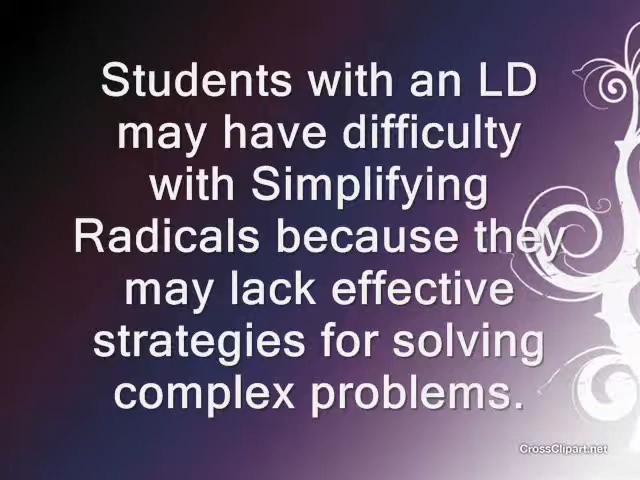 Students with an LD
may have difficulty
with Simplifying
Radicals because they
may lack effective
strategies for solving
complex problems.
CrossClipart.net